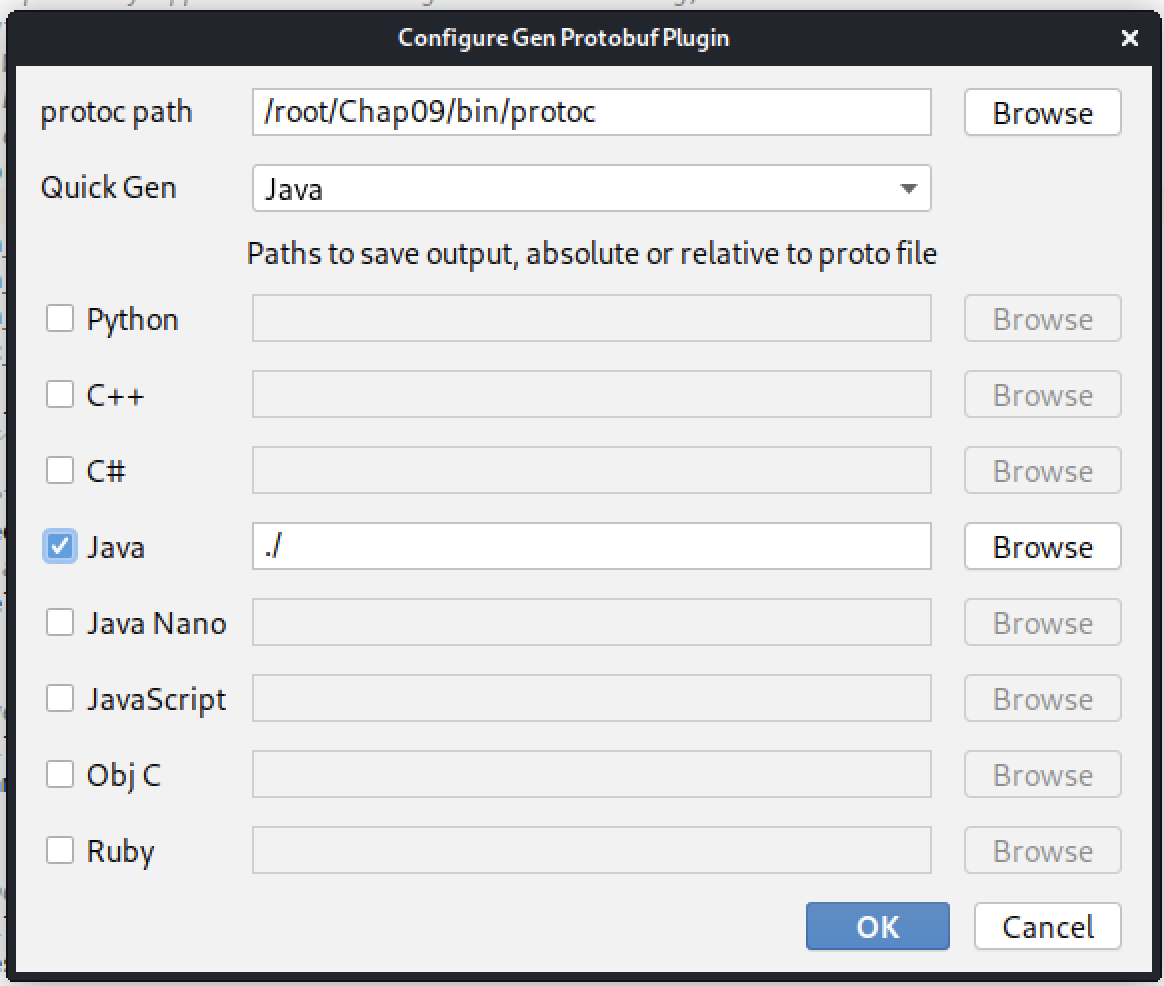 Configure Gen Protobuf Plugin
protoc path /root/Chap09/bin/protoc Browse
Quick Gen Java
Paths to save output, absolute or relative to proto file
Python Browse
C++ Browse
C# Browse
Java ./ Browse
Java Nano Browse
JavaScript Browse
Obj C Browse
Ruby Browse
OK Cancel